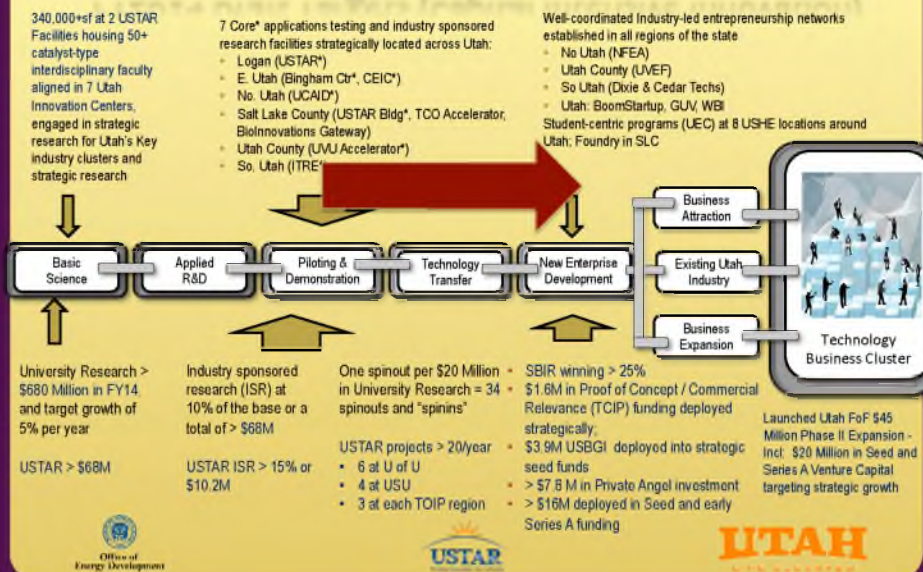 340,000+sf at 2 USTAR
Facilities housing 50+
catalyst-type
interdisciplinary faculty
aligned in 7 Utah
Innovation Centers,
engaged in strategic
research for Utah's Key
industry clusters and
strategic research
7 Core* applications testing and industry sponsored
research facilities strategically located across Utah:
• Logan (USTAR*)
• E. Utah (Bingham Ctr*, CEIC*)
• No. Utah (UCAID*)
• Salt Lake County (USTAR Bldg*, TCO Accelerator,
BioInnovations Gateway)
• Utah County (UVU Accelerator*)
• So. Utah (ITRE*
Well-coordinated Industry-led entrepreneurship networks
established in all regions of the state
• No Utah (NFEA)
• Utah County (UVEF)
• So Utah (Dixie & Cedar Techs)
• Utah: BoomStartup, GUV, WBI
Student-centric programs (UEC) at 8 USHE locations around
Utah; Foundry in SLC
Basic
Science
Applied
R&D
Piloting &
Demonstration
Technology
Transfer
New Enterprise
Development
Business
Attraction
Existing Utah
Industry
Business
Expansion
Technology
Business Cluster
University Research >
$680 Million in FY14
and target growth of
5% per year
USTAR > $68M
Industry sponsored
research (ISR) at
10% of the base or a
total of > $68M
USTAR ISR > 15% or
$10.2M
One spinout per $20 Million
in University Research = 34
spinouts and "spinins"
USTAR projects > 20/year
• 6 at U of U
• 4 at USU
• 3 at each TOIP region
• SBIR winning > 25%
• $1.6M in Proof of Concept / Commercial
Relevance (TCIP) funding deployed
strategically;
• $3.9M USBGI deployed into strategic
seed funds
• > $7.8 M in Private Angel investment
• > $16M deployed in Seed and early
Series A funding
Launched Utah FoF $45
Million Phase II Expansion -
Incl: $20 Million in Seed and
Series A Venture Capital
targeting strategic growth
Office of
Energy Development
USTAR
UTAH